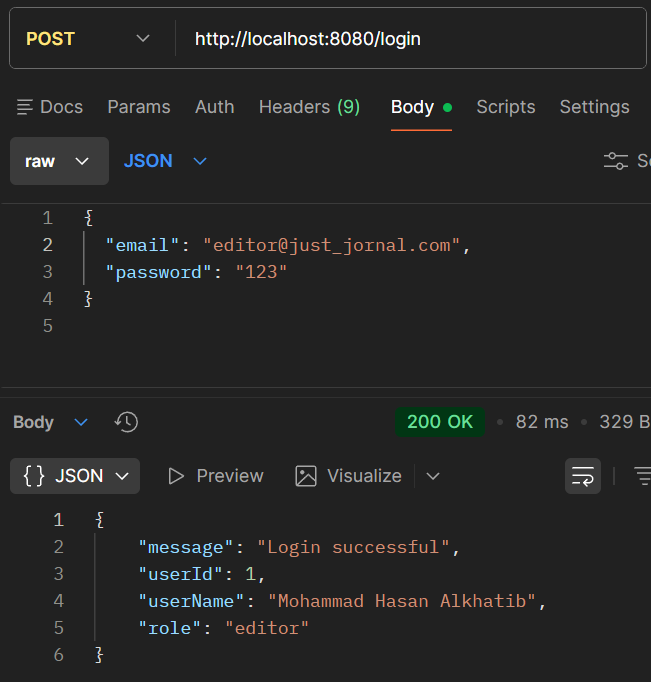 POST http://localhost:8080/login
Docs Params Auth Headers (9) Body Scripts Settings
raw JSON
1 {
2 "email": "editor@just_jornal.com",
3 "password": "123"
4 }
5
Body 200 OK • 82 ms • 329 B
{} JSON Preview Visualize
1 {
2 "message": "Login successful",
3 "userId": 1,
4 "userName": "Mohammad Hasan Alkhatib",
5 "role": "editor"
6 }